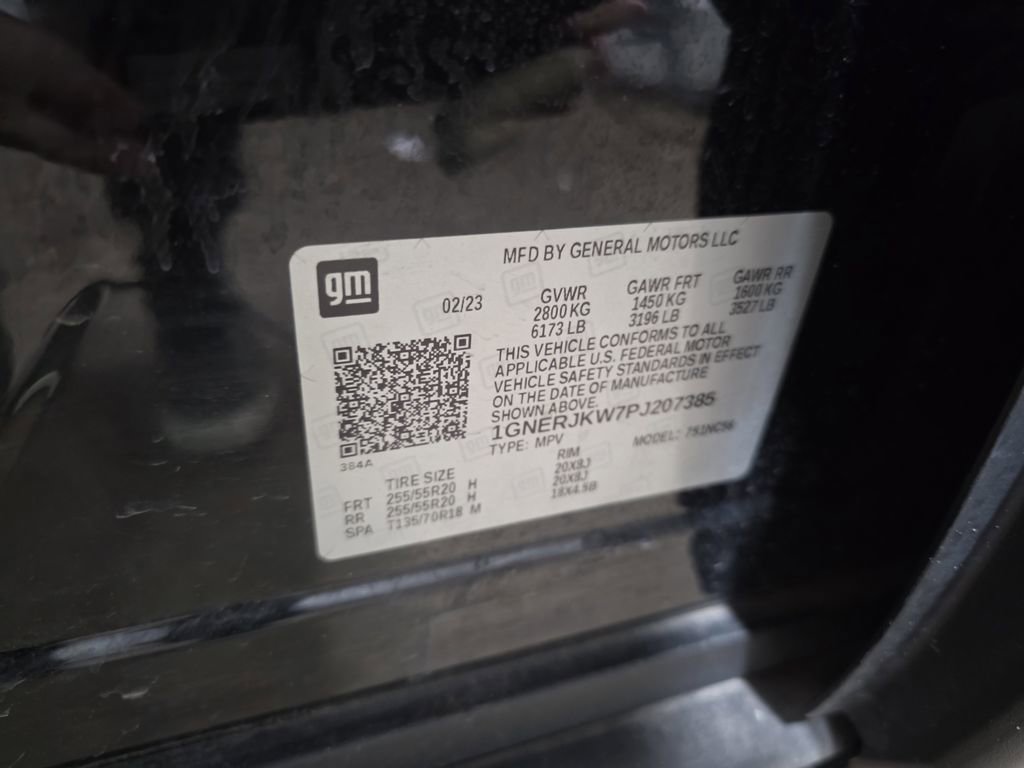 gm
MFD BY GENERAL MOTORS LLC
02/23
GVWR GAWR FRT GAWR RR
2800 KG 1450 KG 1600 KG
6173 LB 3196 LB 3527 LB
THIS VEHICLE CONFORMS TO ALL
APPLICABLE U.S. FEDERAL MOTOR
VEHICLE SAFETY STANDARDS IN EFFECT
ON THE DATE OF MANUFACTURE
SHOWN ABOVE.
1GNERJKW7PJ207385
TYPE: MPV MODEL:
384A
TIRE SIZE RIM
FRT 255/55R20 H 20X8J
RR 255/55R20 H 20X8J
SPA T135/70R18 M 18X4.5B